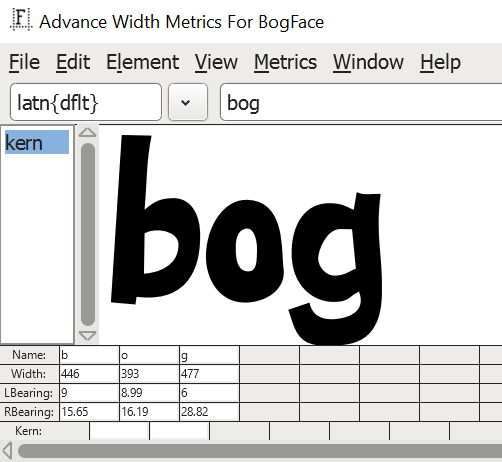 Advance Width Metrics For BogFace
File Edit Element View Metrics Window Help
latn{dflt} bog
kern
bog
Name: b o g
Width: 446 393 477
LBearing: 9 8.99 6
RBearing: 15.65 16.19 28.82
Kern: